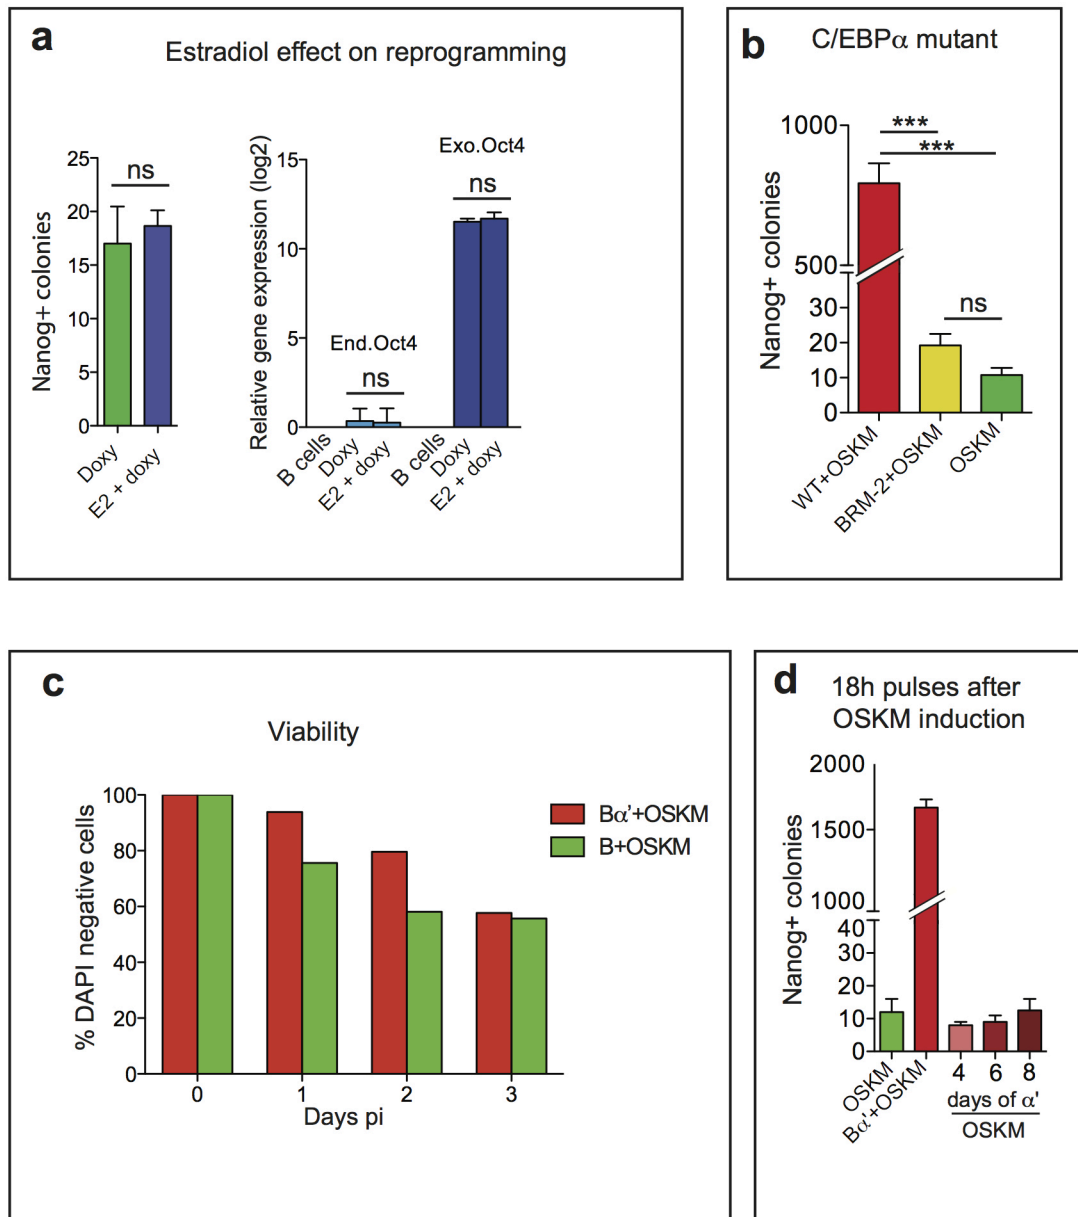 a
Estradiol effect on reprogramming
Nanog+ colonies
25
20
15
10
5
0
ns
Doxy
E2 + doxy
Relative gene expression (log2)
15
10
5
0
End.Oct4
ns
Exo.Oct4
ns
B cells
Doxy
E2 + doxy
B cells
Doxy
E2 + doxy
b
C/EBPα mutant
Nanog+ colonies
1000
500
30
20
10
0
***
***
ns
WT+OSKM
BRM-2+OSKM
OSKM
c
Viability
% DAPI negative cells
100
80
60
40
20
0
0
1
2
3
Days pi
Bα'+OSKM
B+OSKM
d
18h pulses after
OSKM induction
Nanog+ colonies
2000
1500
1000
40
30
20
10
0
OSKM
Bα'+OSKM
4 6 8
days of α'
OSKM